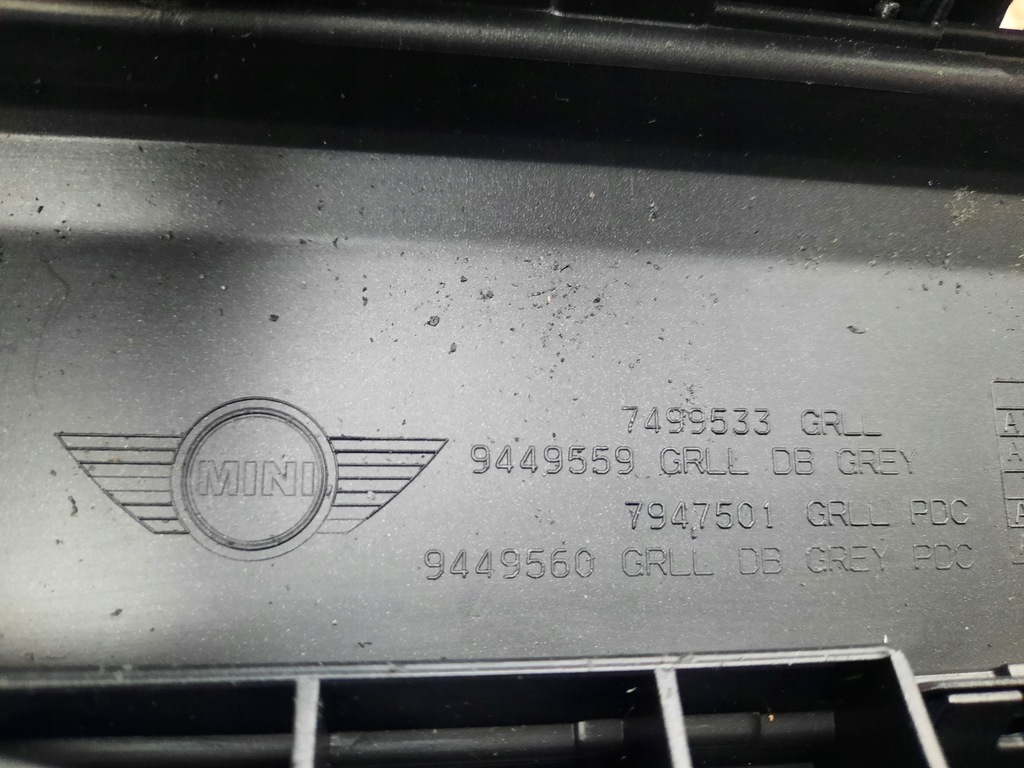 MINI
7499533 GRLL
9449559 GRLL DB GREY
7947501 GRLL PDC
9449560 GRLL DB GREY PDC
A
A
A